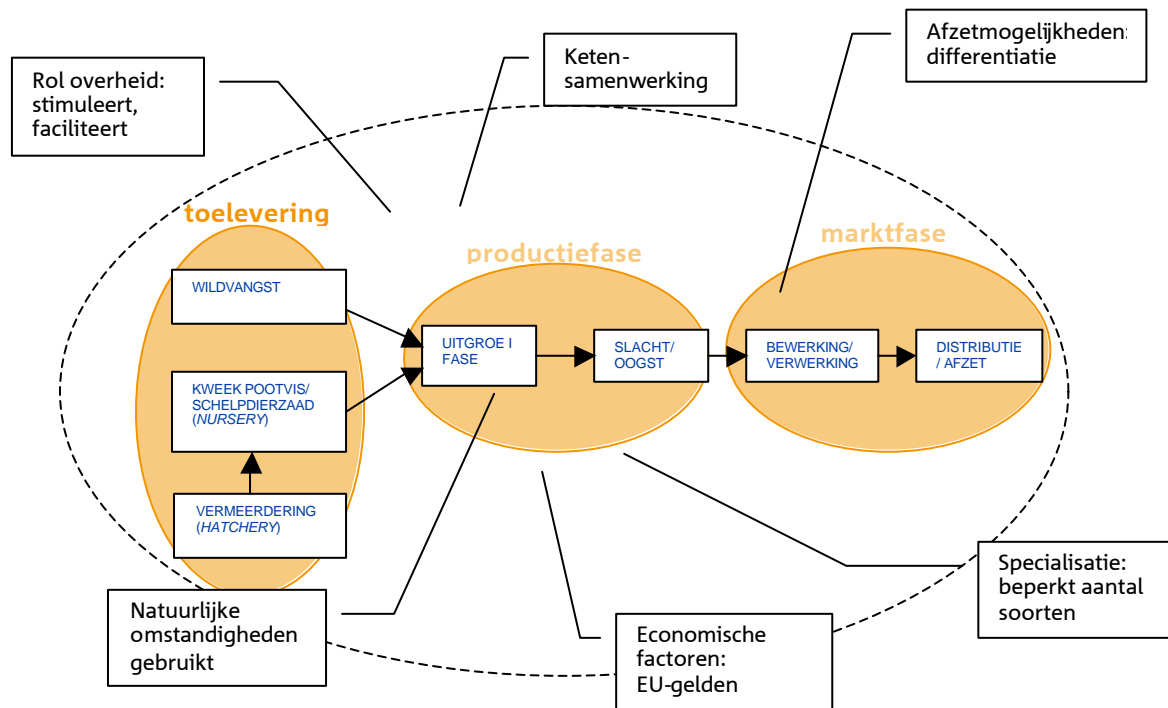 Rol overheid:
stimuleert,
faciliteert
Keten-
samenwerking
Afzetmogelijkheden:
differentiatie
toelevering
productiefase
marktfase
WILDVANGST
KWEEK POOTVIS/
SCHELPDIERZAAD
(NURSERY)
VERMEERDERING
(HATCHERY)
UITGROE I
FASE
SLACHT/
OOGST
BEWERKING/
VERWERKING
DISTRIBUTIE
/ AFZET
Natuurlijke
omstandigheden
gebruikt
Economische
factoren:
EU-gelden
Specialisatie:
beperkt aantal
soorten